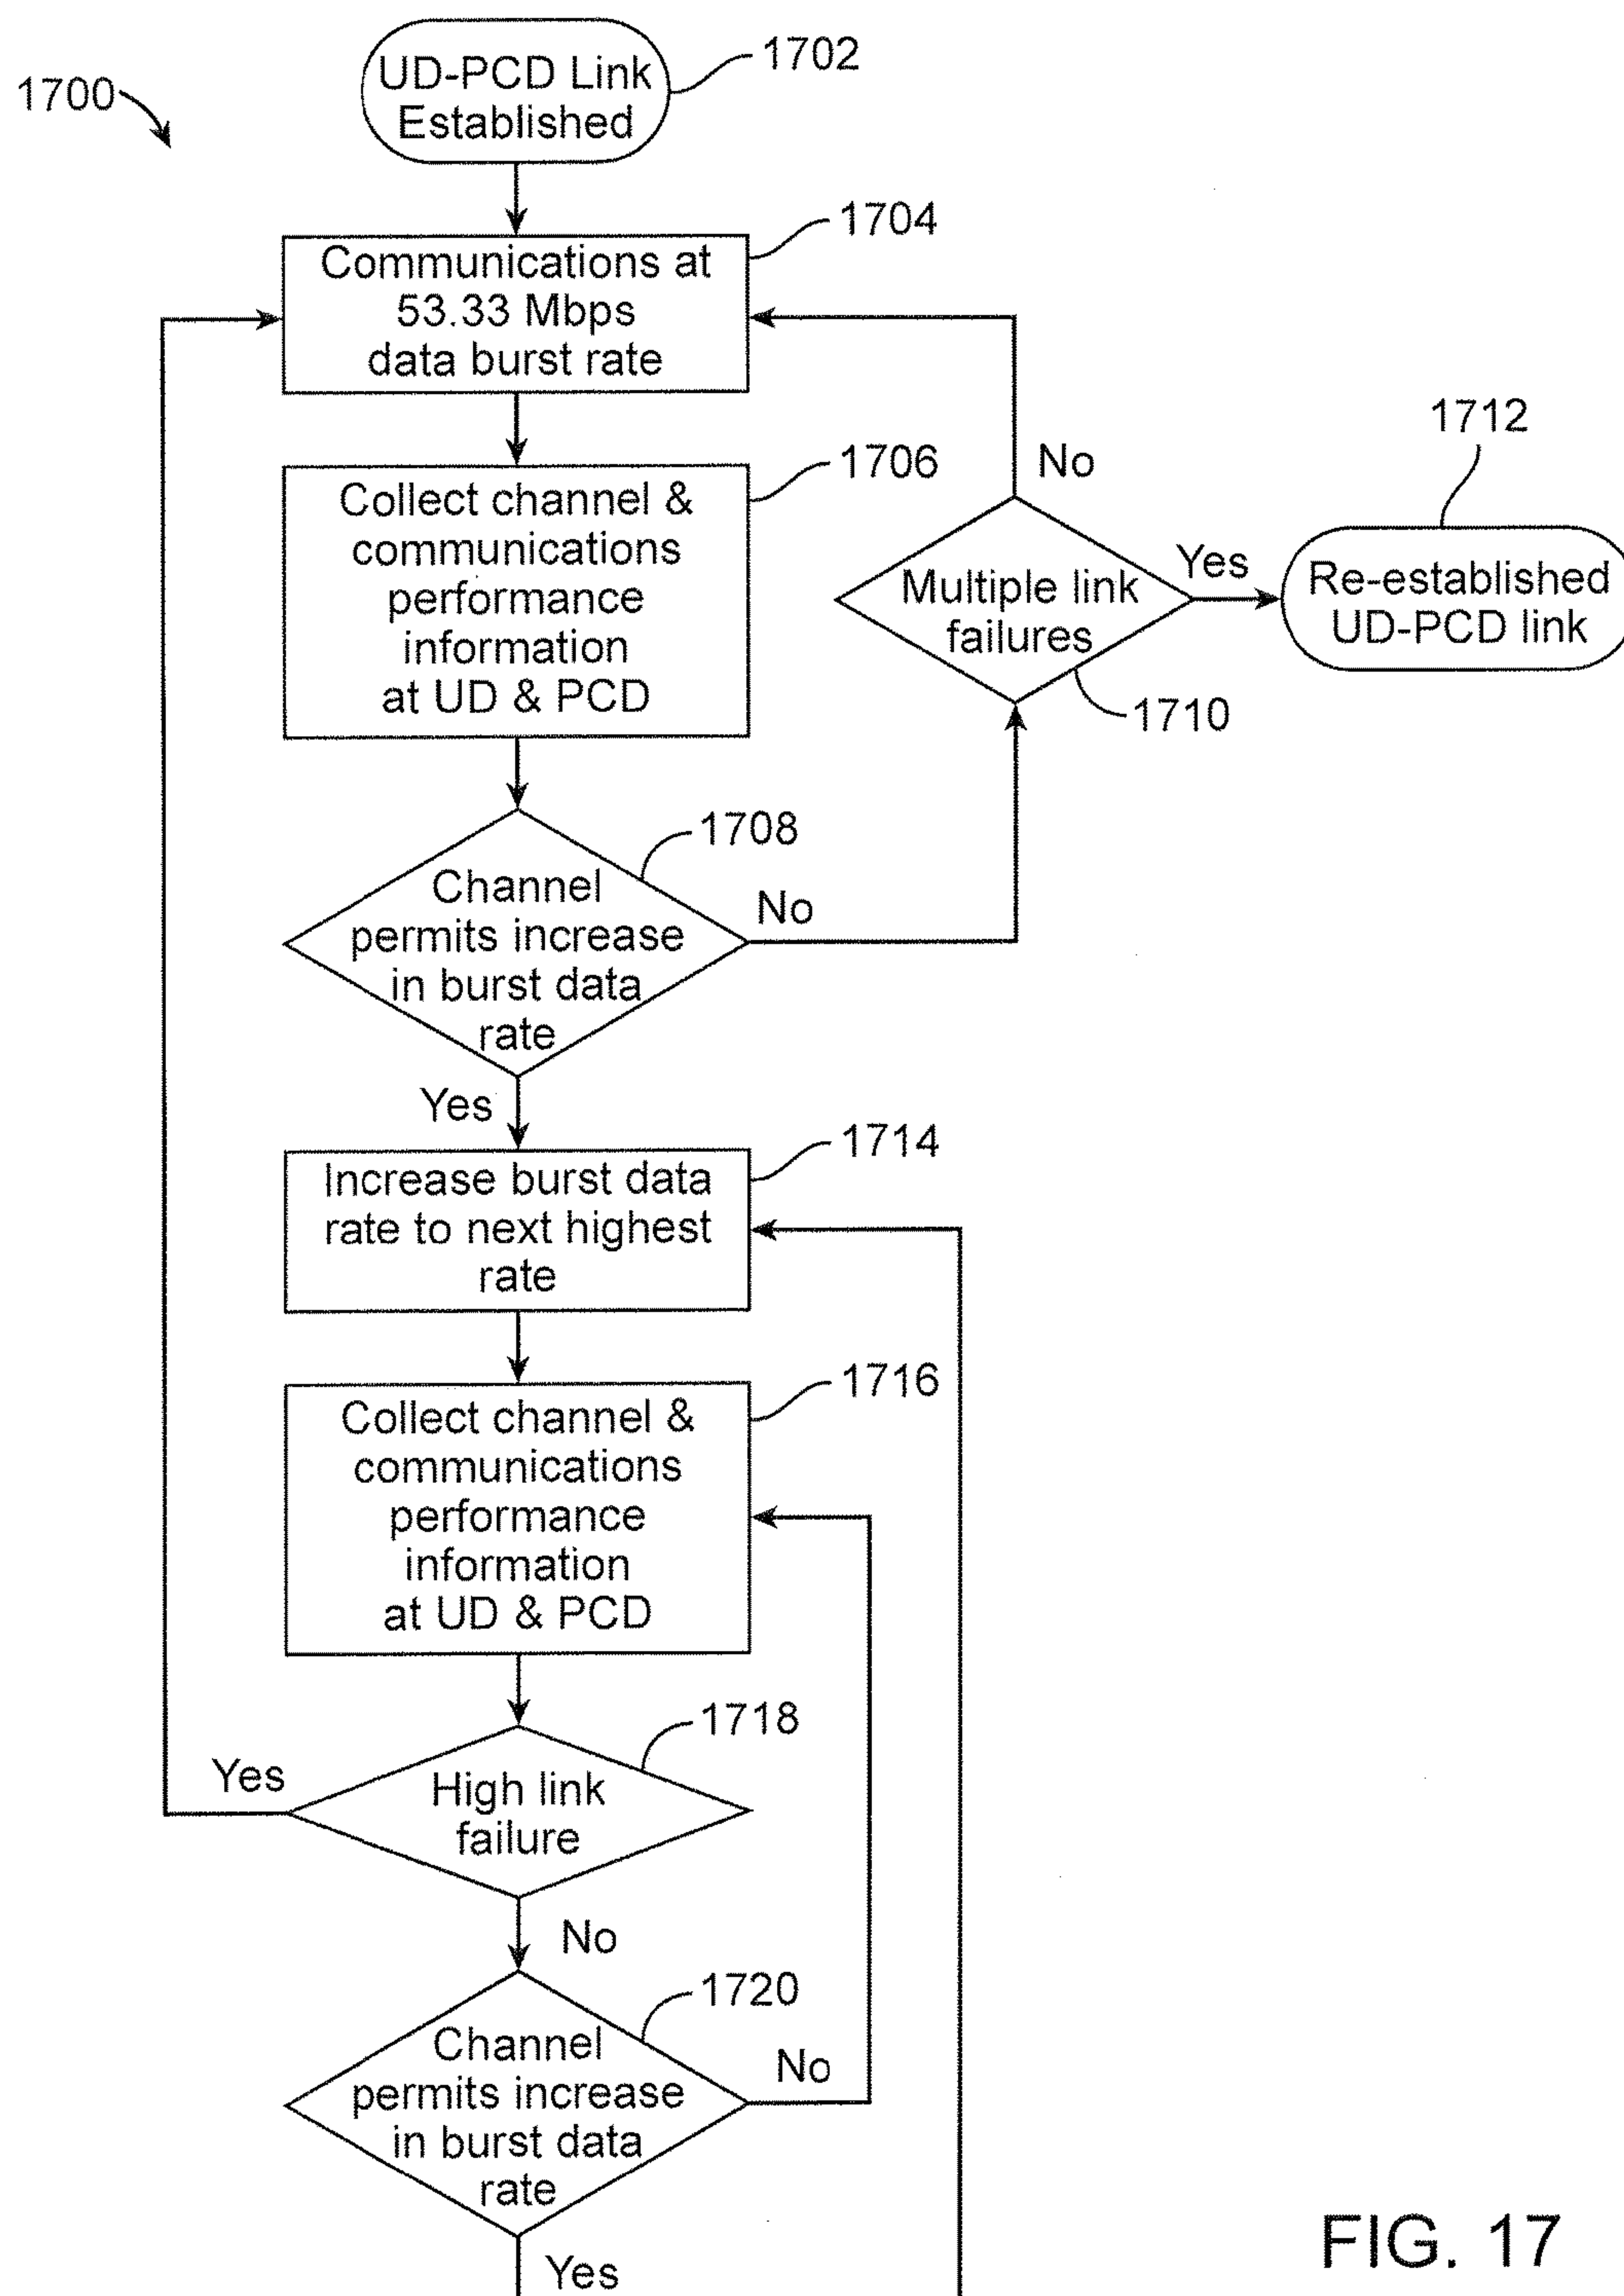 1700
UD-PCD Link
Established
1702
Communications at
53.33 Mbps
data burst rate
1704
Collect channel &
communications
performance
information
at UD & PCD
1706
No
Multiple link
failures
1710
Yes
1712
Re-established
UD-PCD link
Channel
permits increase
in burst data
rate
1708
No
Yes
Increase burst data
rate to next highest
rate
1714
Collect channel &
communications
performance
information
at UD & PCD
1716
Yes
High link
failure
1718
No
Channel
permits increase
in burst data
rate
1720
No
Yes
FIG. 17